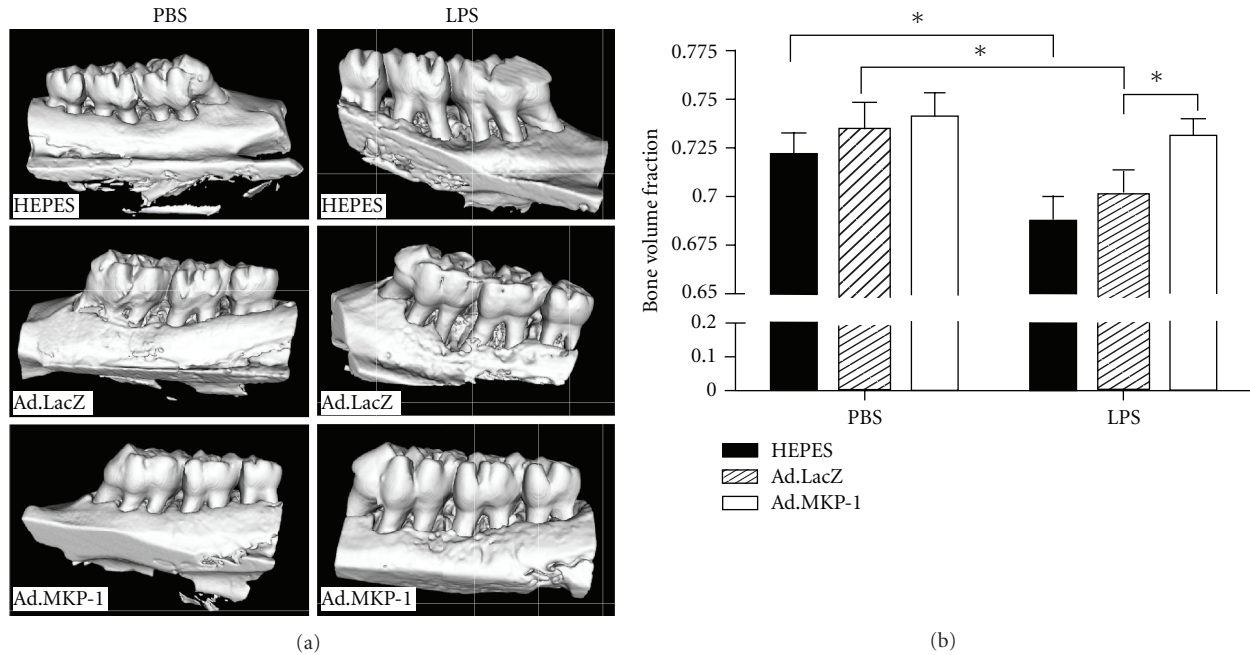 PBS
LPS
HEPES
HEPES
Ad.LacZ
Ad.LacZ
Ad.MKP-1
Ad.MKP-1
(a)
Bone volume fraction
0.775
0.75
0.725
0.7
0.675
0.65
0.2
0.1
0
*
*
*
PBS
LPS
HEPES
Ad.LacZ
Ad.MKP-1
(b)